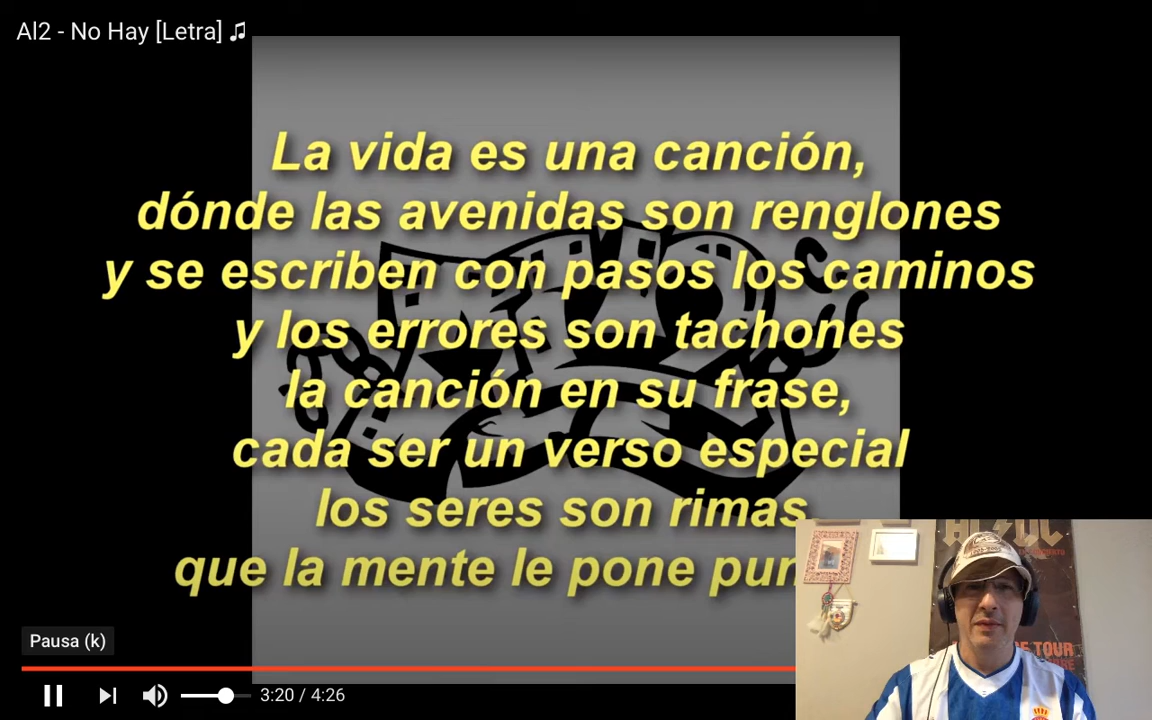 Al2 - No Hay [Letra] ♫
La vida es una canción,
dónde las avenidas son renglones
y se escriben con pasos los caminos
y los errores son tachones
la canción en su frase,
cada ser un verso especial
los seres son rimas
que la mente le pone
Pausa (k)
3:20 / 4:26
AC/DC